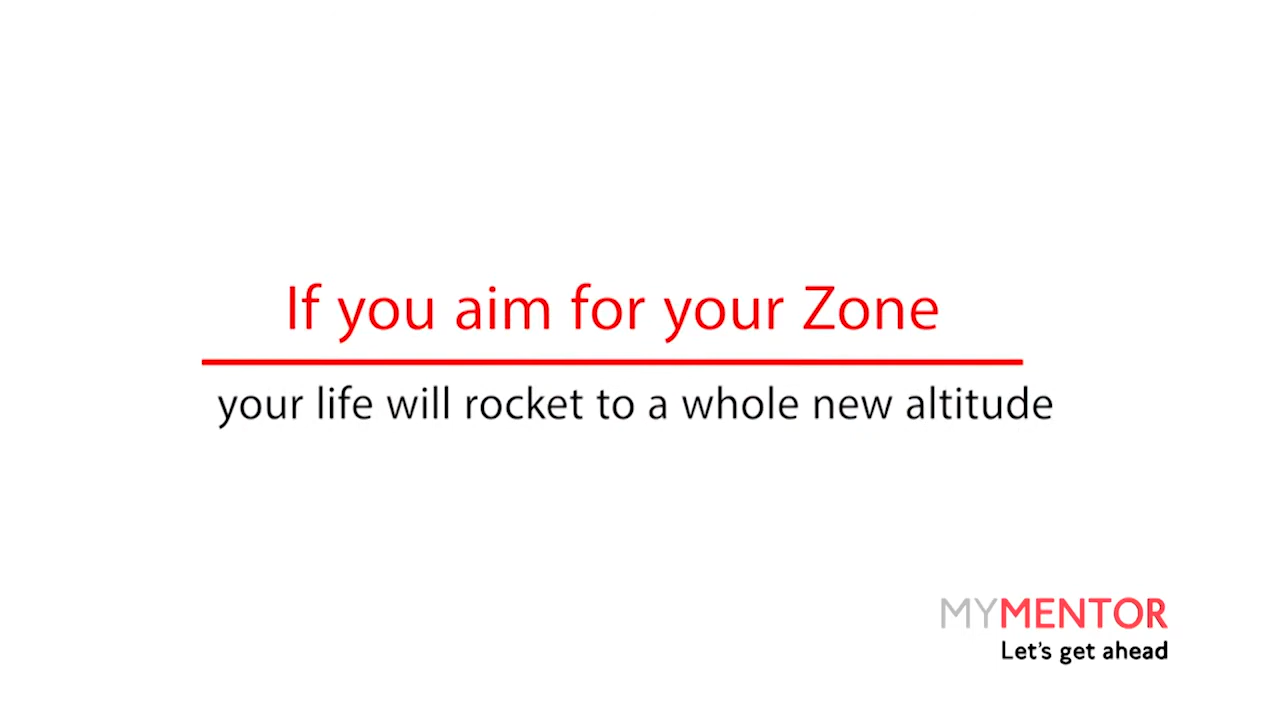 If you aim for your Zone
your life will rocket to a whole new altitude
MYMENTOR
Let's get ahead